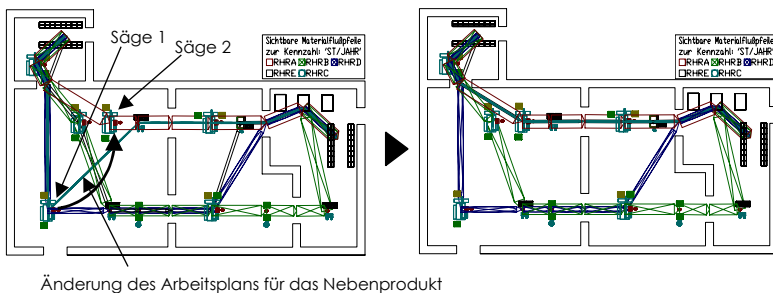 Säge 1
Säge 2
Sichtbare Materialflußpfeile
zur Kennzahl: 'ST/JAHR'
RHRA RHRB RHRD
RHRE RHRC
Sichtbare Materialflußpfeile
zur Kennzahl: 'ST/JAHR'
RHRA RHRB RHRD
RHRE RHRC
Änderung des Arbeitsplans für das Nebenprodukt